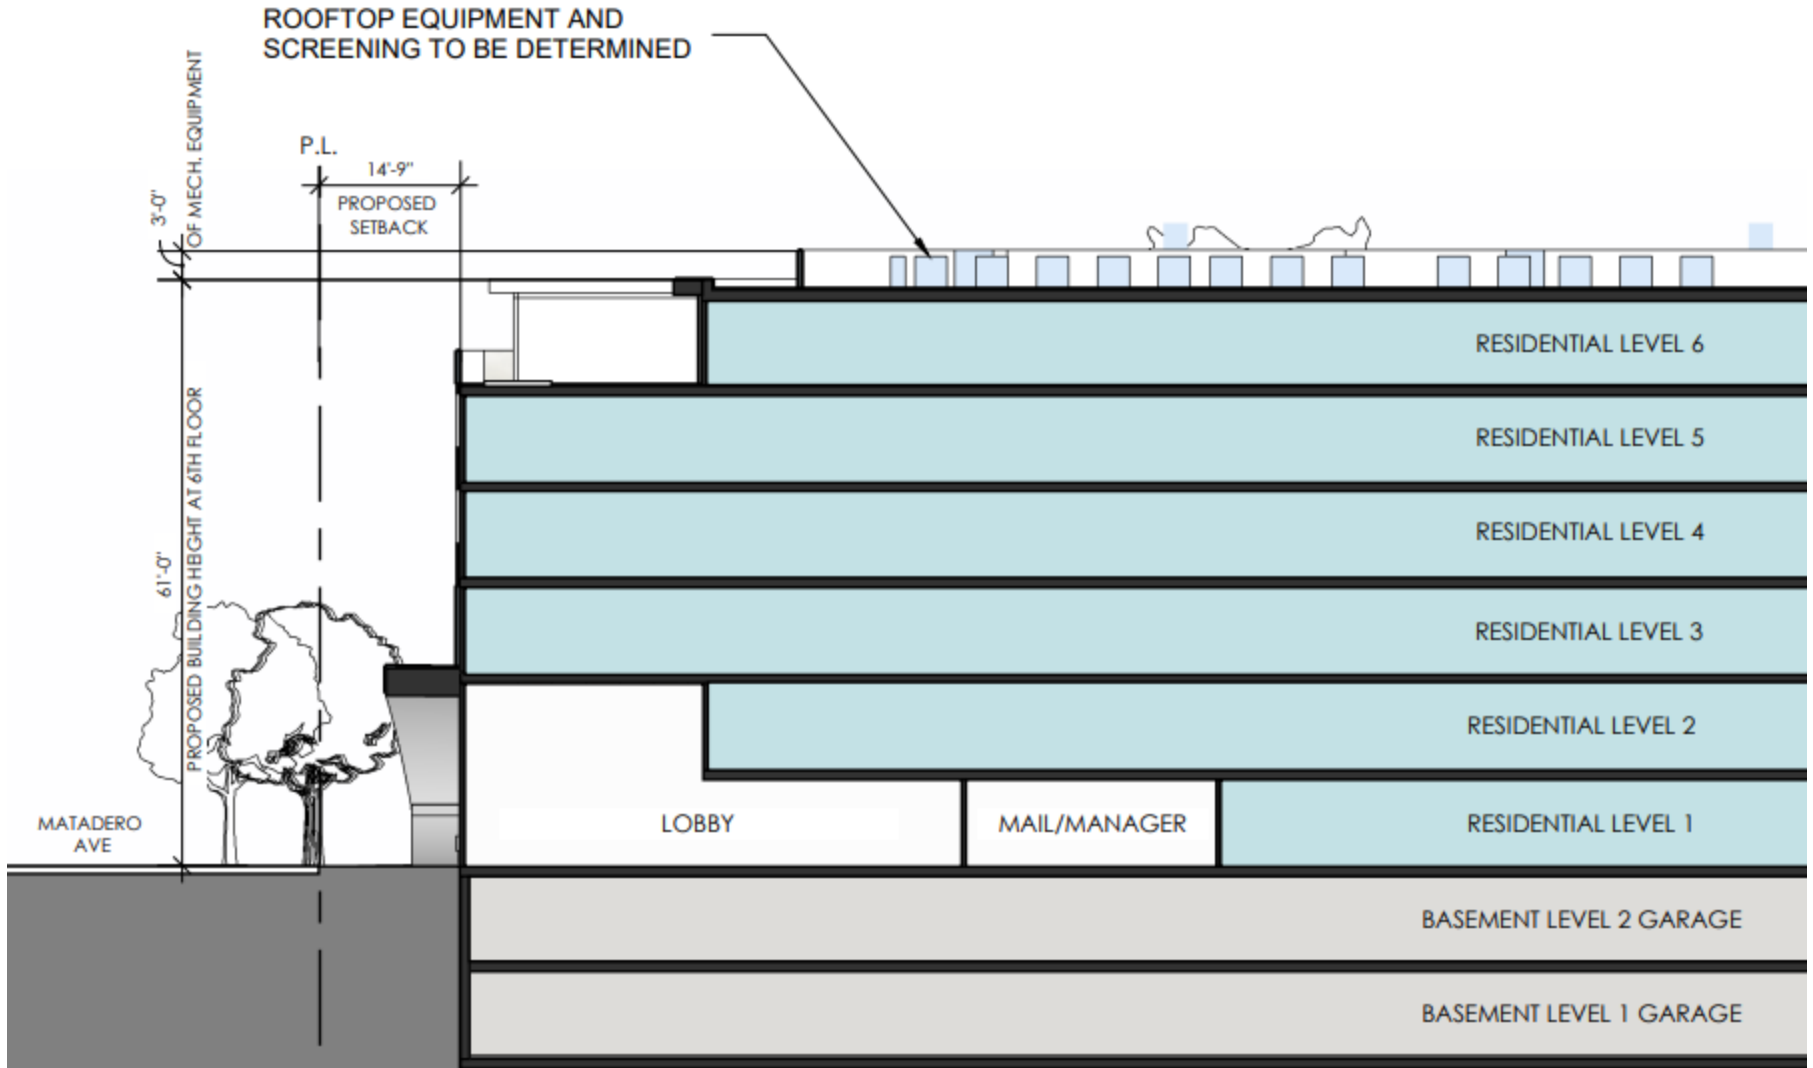 ROOFTOP EQUIPMENT AND
SCREENING TO BE DETERMINED
3'-0"
OF MECH. EQUIPMENT
P.L.
14'-9"
PROPOSED
SETBACK
61'-0"
PROPOSED BUILDING HBGHT AT 6TH FLOOR
RESIDENTIAL LEVEL 6
RESIDENTIAL LEVEL 5
RESIDENTIAL LEVEL 4
RESIDENTIAL LEVEL 3
RESIDENTIAL LEVEL 2
MATADERO
AVE
LOBBY
MAIL/MANAGER
RESIDENTIAL LEVEL 1
BASEMENT LEVEL 2 GARAGE
BASEMENT LEVEL 1 GARAGE